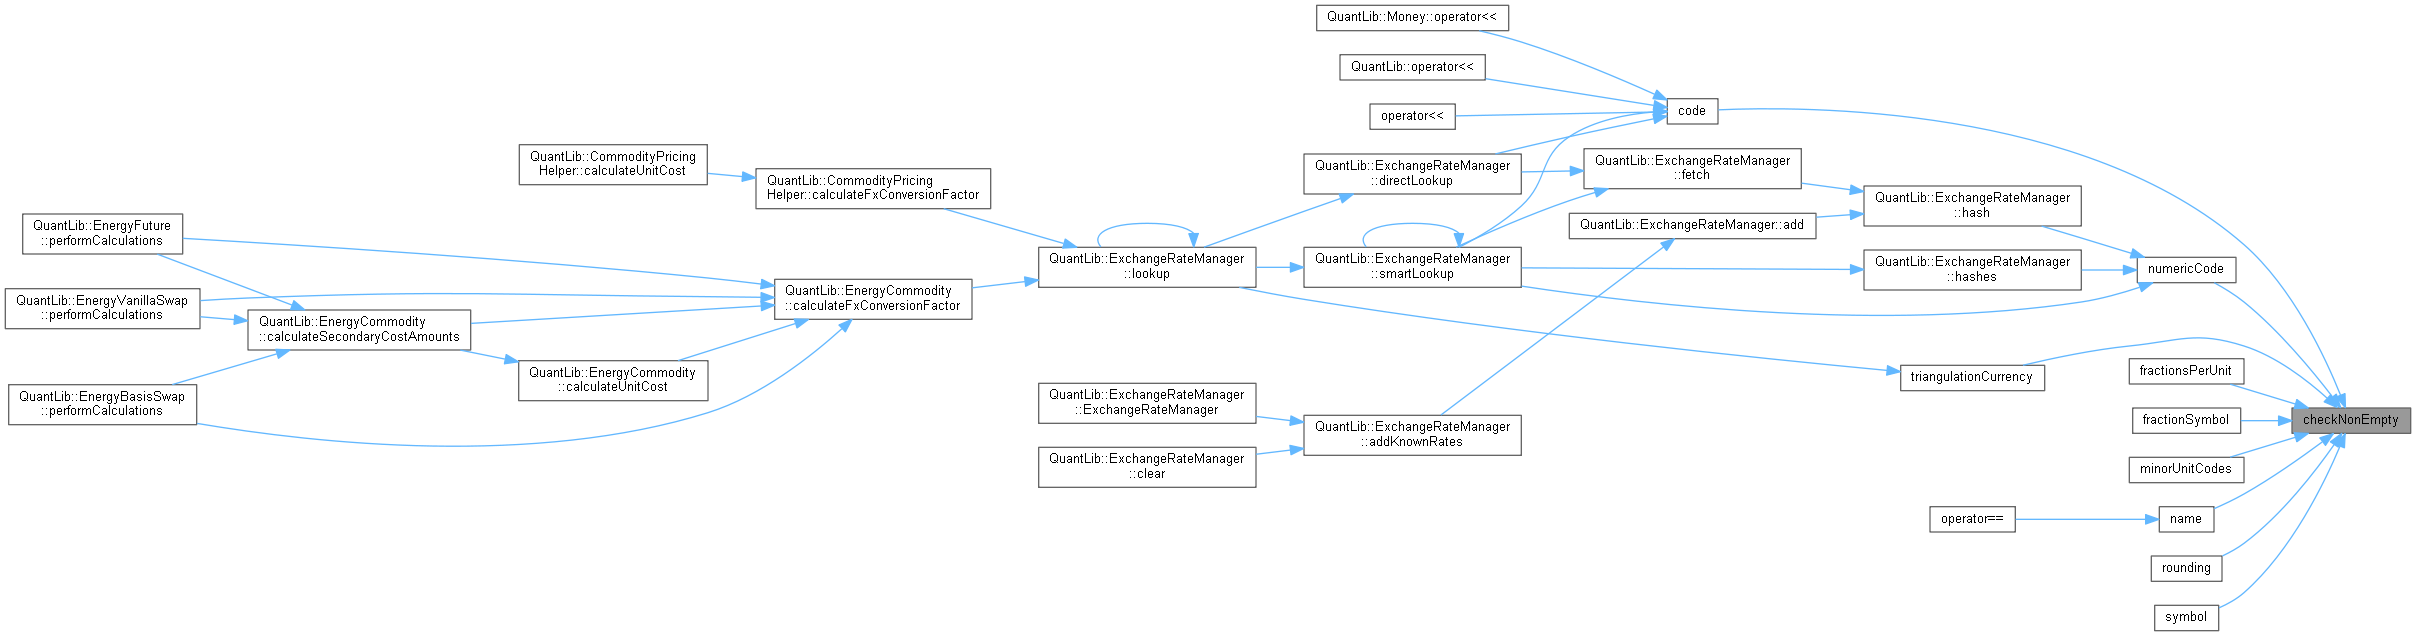 QuantLib::Money::operator<<
QuantLib::operator<<
operator<<
code
QuantLib::CommodityPricing
Helper::calculateUnitCost
QuantLib::CommodityPricing
Helper::calculateFxConversionFactor
QuantLib::ExchangeRateManager
::directLookup
QuantLib::ExchangeRateManager
::fetch
QuantLib::ExchangeRateManager
::hash
QuantLib::ExchangeRateManager::add
QuantLib::EnergyFuture
::performCalculations
QuantLib::ExchangeRateManager
::lookup
QuantLib::ExchangeRateManager
::smartLookup
QuantLib::ExchangeRateManager
::hashes
numericCode
QuantLib::EnergyVanillaSwap
::performCalculations
QuantLib::EnergyCommodity
::calculateSecondaryCostAmounts
QuantLib::EnergyCommodity
::calculateFxConversionFactor
QuantLib::EnergyCommodity
::calculateUnitCost
QuantLib::EnergyBasisSwap
::performCalculations
triangulationCurrency
fractionsPerUnit
QuantLib::ExchangeRateManager
::ExchangeRateManager
QuantLib::ExchangeRateManager
::addKnownRates
fractionSymbol
checkNonEmpty
QuantLib::ExchangeRateManager
::clear
minorUnitCodes
operator==
name
rounding
symbol